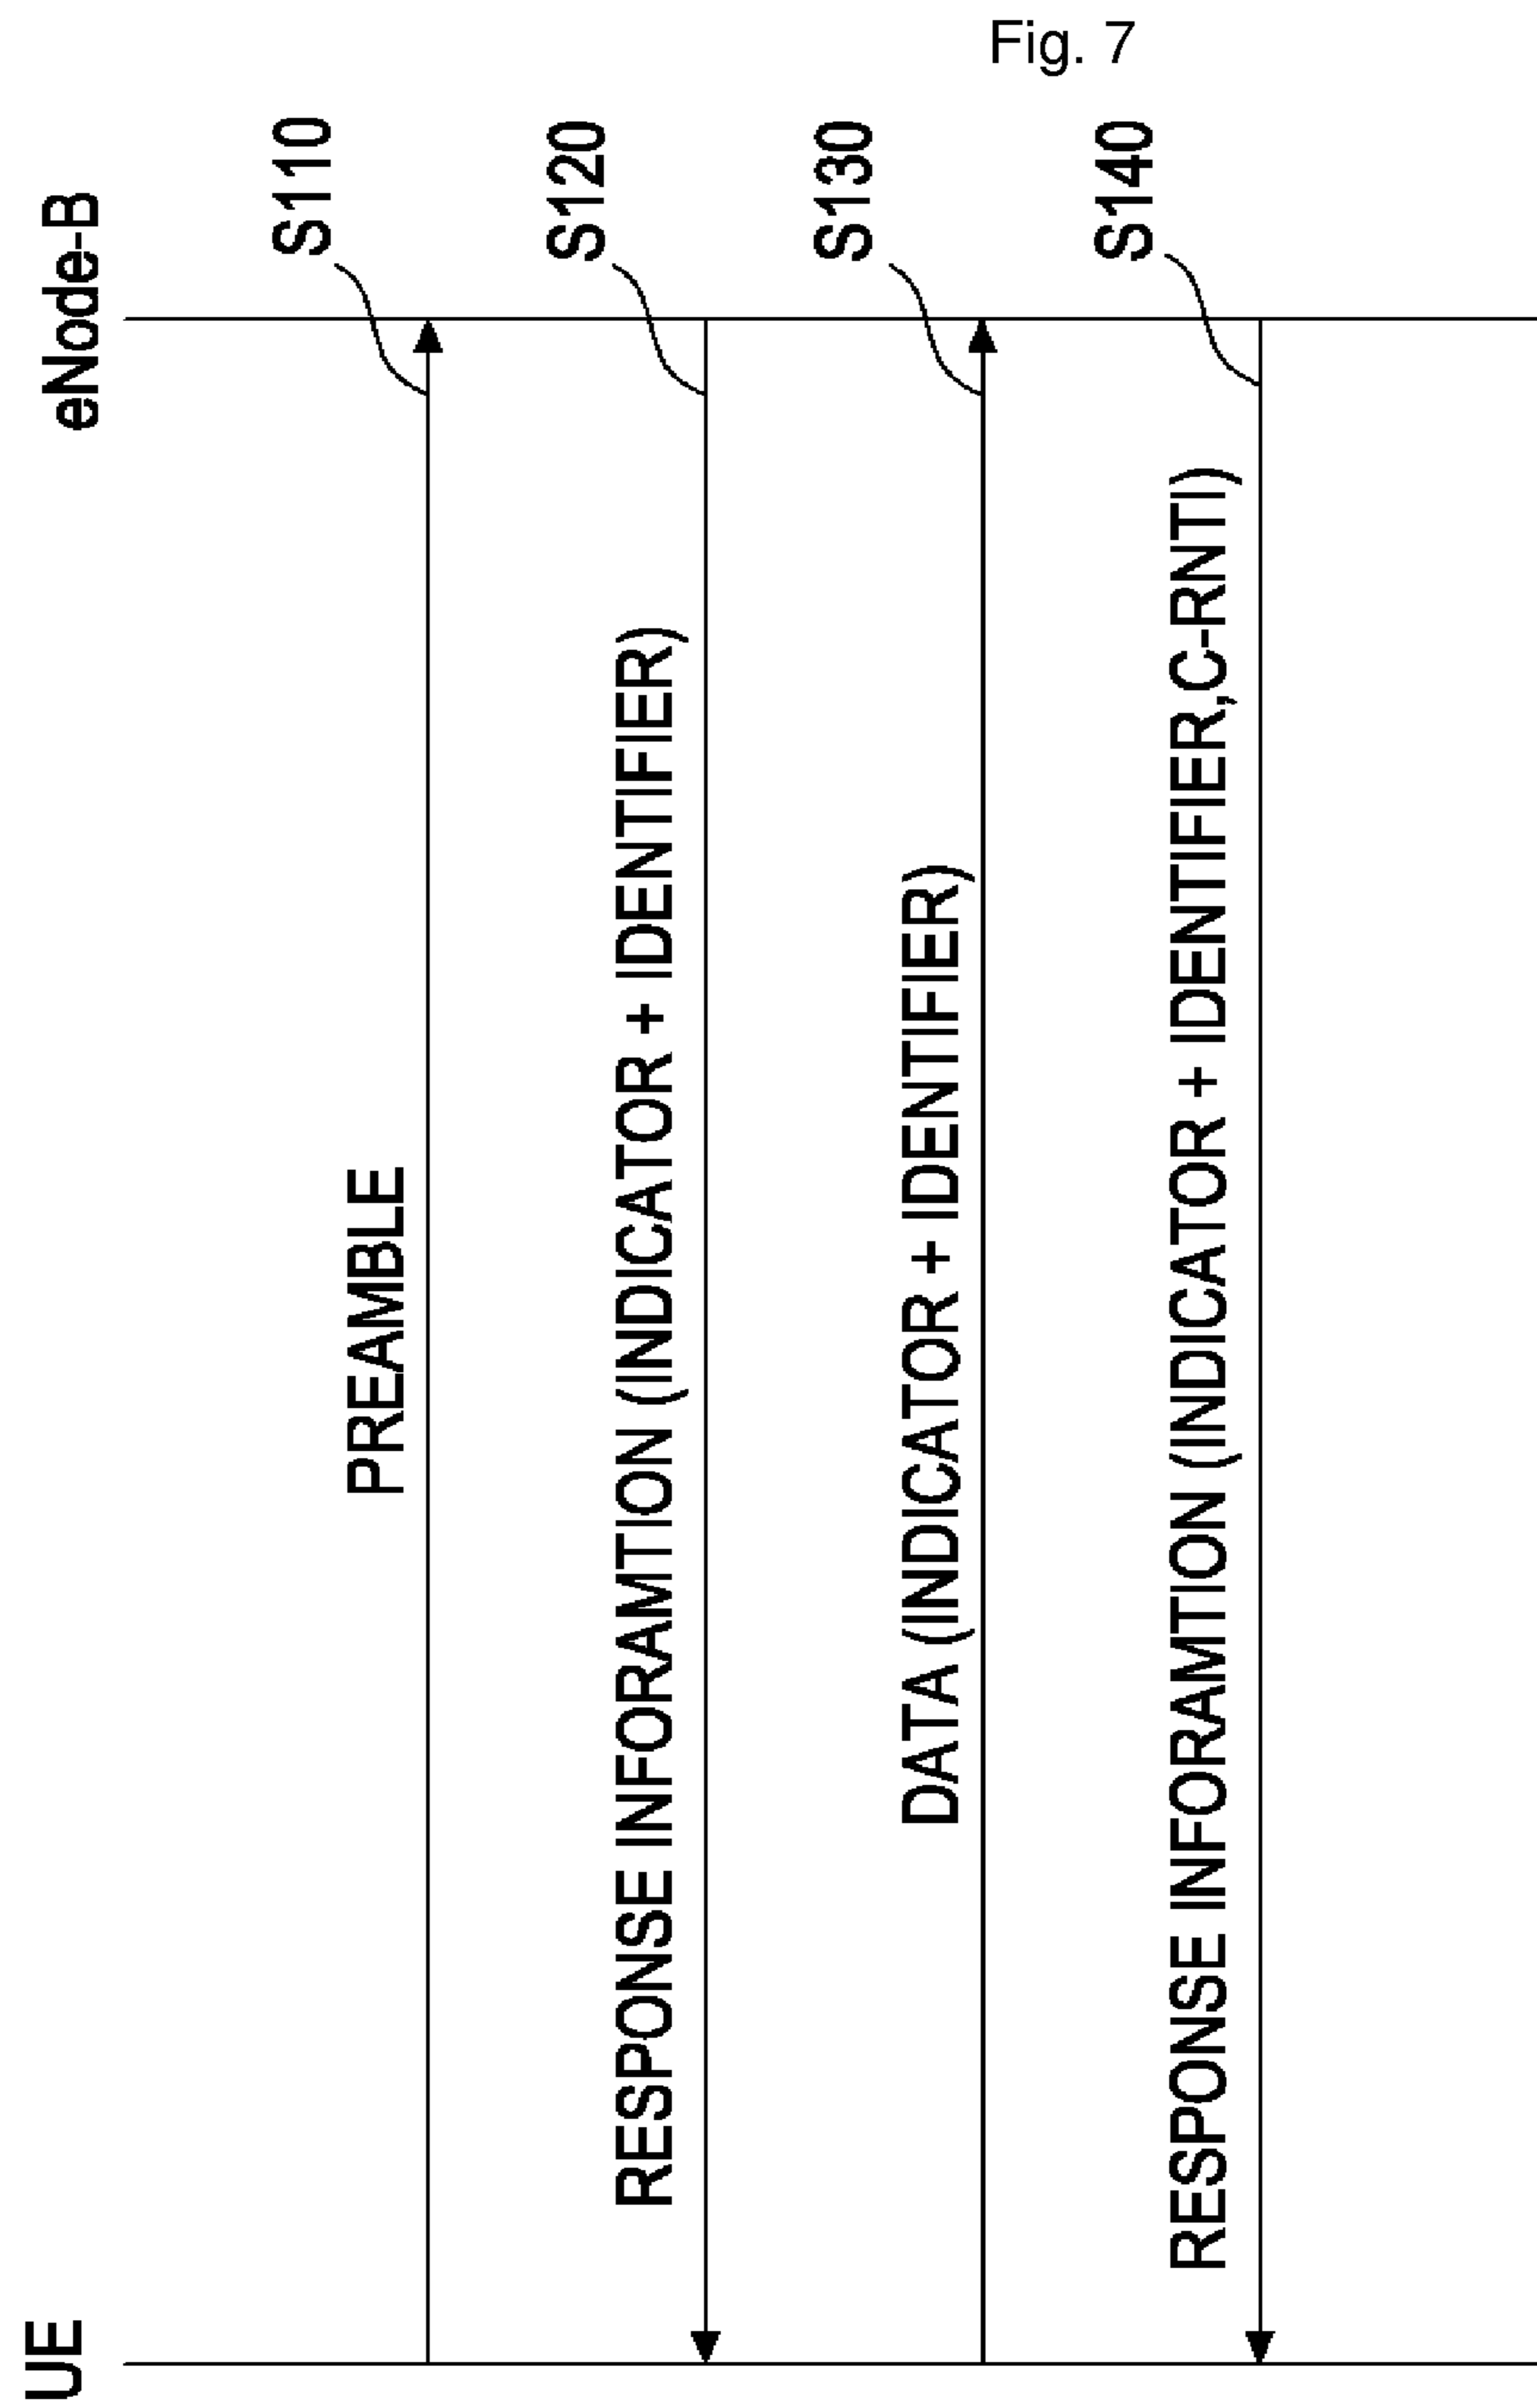 Fig. 7
UE
eNode-B
PREAMBLE
S110
RESPONSE INFORAMTION (INDICATOR + IDENTIFIER)
S120
DATA (INDICATOR + IDENTIFIER)
S130
RESPONSE INFORAMTION (INDICATOR + IDENTIFIER,C-RNTI)
S140